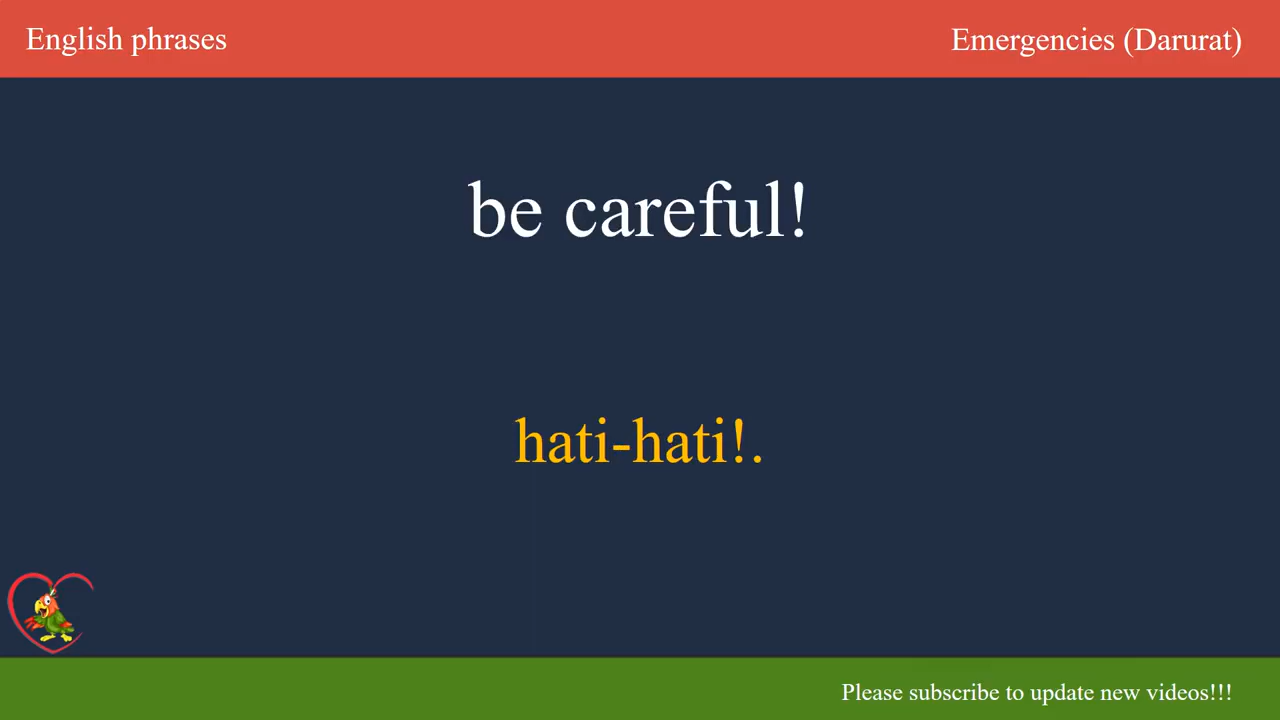 English phrases
Emergencies (Darurat)
be careful!
hati-hati!.
Please subscribe to update new videos!!!